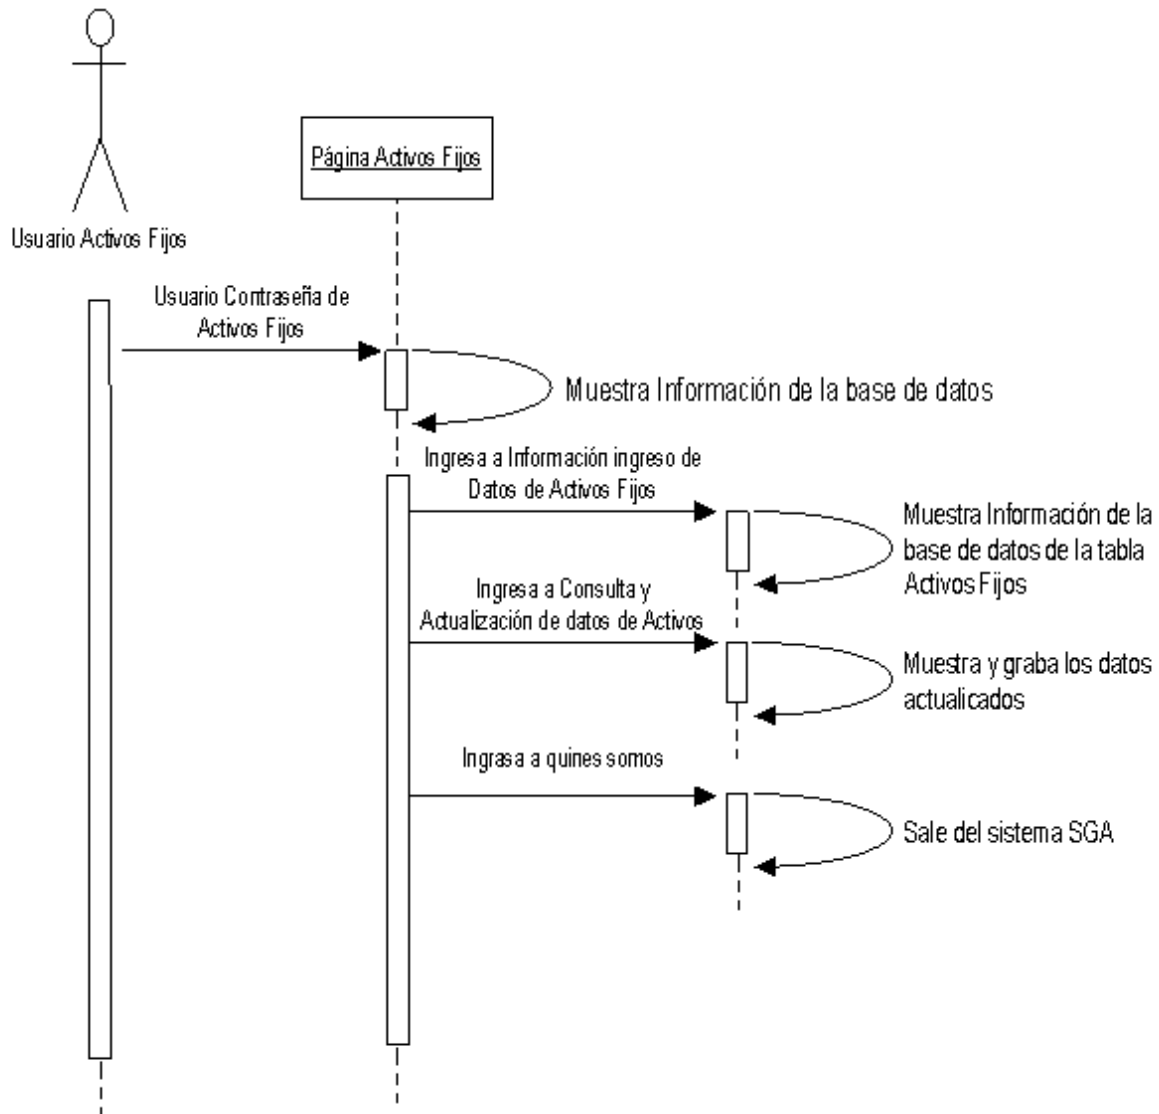 Página Activos Fijos
Usuario Activos Fijos
Usuario Contraseña de
Activos Fijos
Muestra Información de la base de datos
Ingresa a Información ingreso de
Datos de Activos Fijos
Muestra Información de la
base de datos de la tabla
Activos Fijos
Ingresa a Consulta y
Actualización de datos de Activos
Muestra y graba los datos
actualicados
Ingrasa a quines somos
Sale del sistema SGA